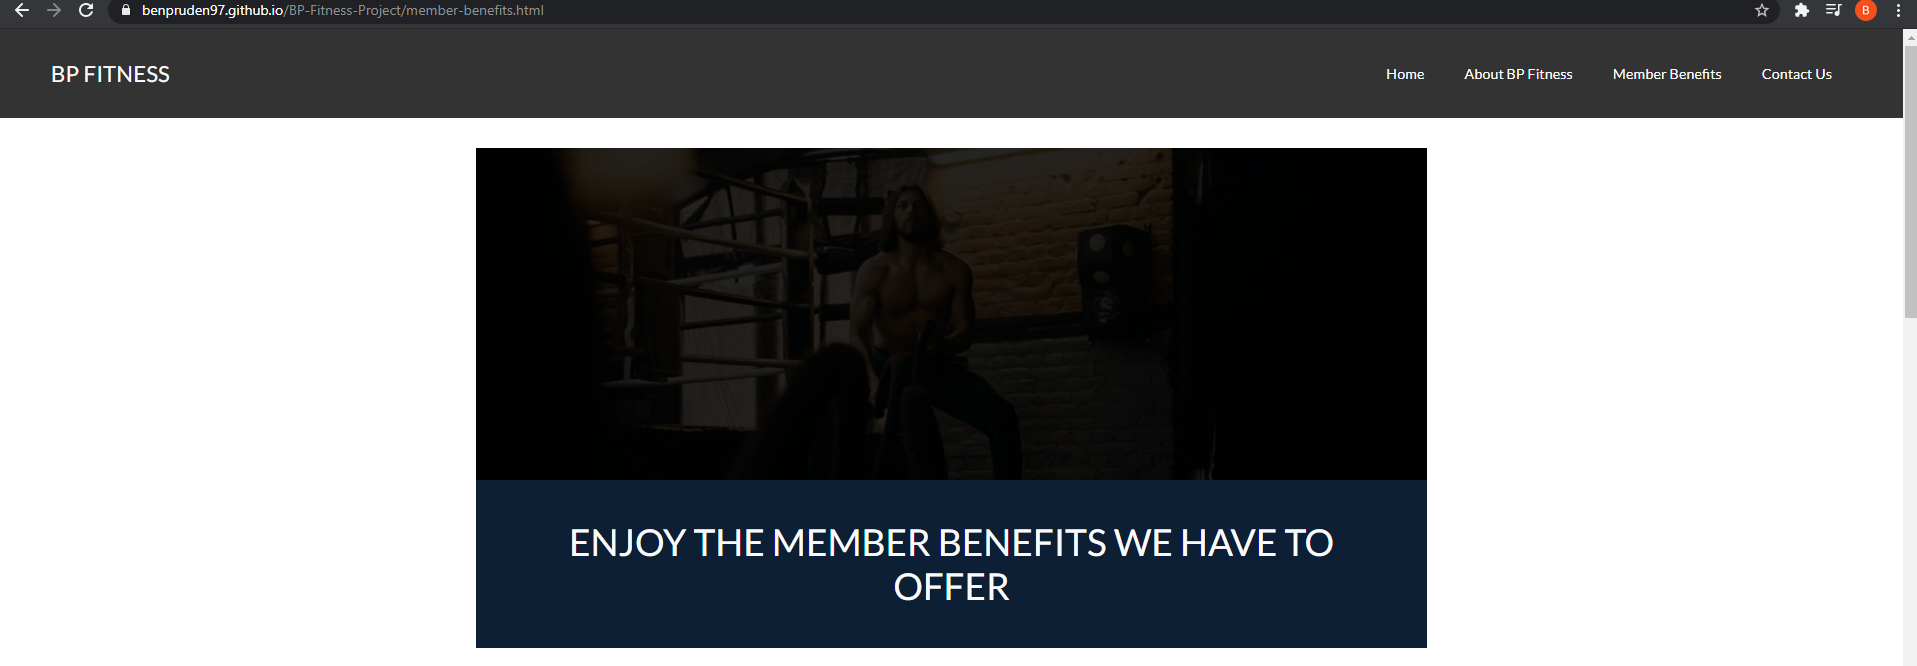 benpruden97.github.io/BP-Fitness-Project/member-benefits.html
B
BP FITNESS
Home
About BP Fitness
Member Benefits
Contact Us
ENJOY THE MEMBER BENEFITS WE HAVE TO
OFFER